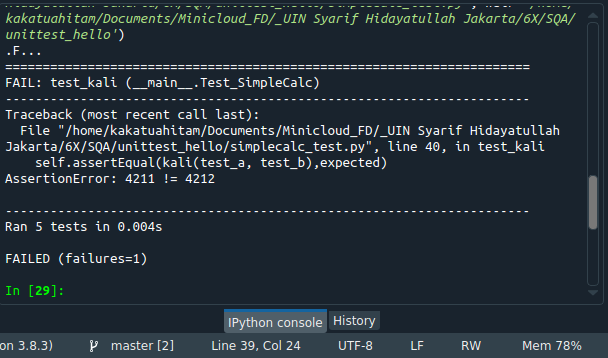 kakatuahitam/Documents/Minicloud_FD/_UIN Syarif Hidayatullah Jakarta/6X/SQA/
unittest_hello')
.F...
======================================================================
FAIL: test_kali (__main__.Test_SimpleCalc)
----------------------------------------------------------------------
Traceback (most recent call last):
  File "/home/kakatuahitam/Documents/Minicloud_FD/_UIN Syarif Hidayatullah
Jakarta/6X/SQA/unittest_hello/simplecalc_test.py", line 40, in test_kali
    self.assertEqual(kali(test_a, test_b),expected)
AssertionError: 4211 != 4212
----------------------------------------------------------------------
Ran 5 tests in 0.004s
FAILED (failures=1)
In [29]:
IPython console History
on 3.8.3) master [2] Line 39, Col 24 UTF-8 LF RW Mem 78%